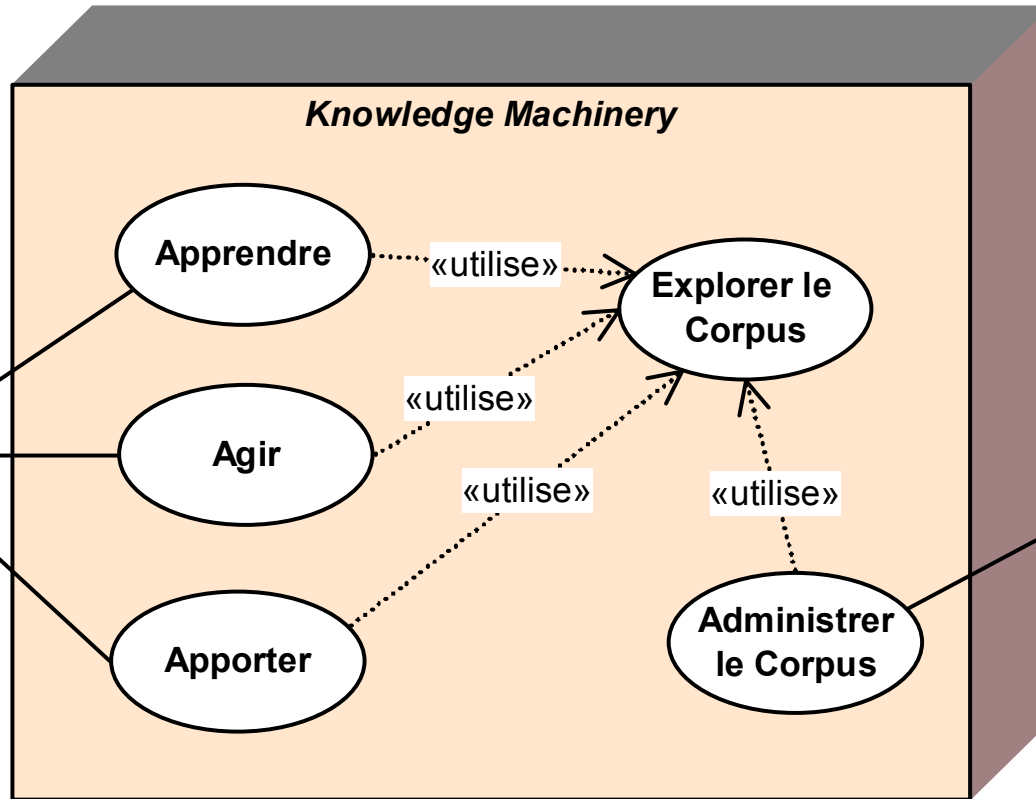 Knowledge Machinery
Apprendre
«utilise»
Explorer le
Corpus
«utilise»
Agir
«utilise»
«utilise»
Apporter
Administrer
le Corpus